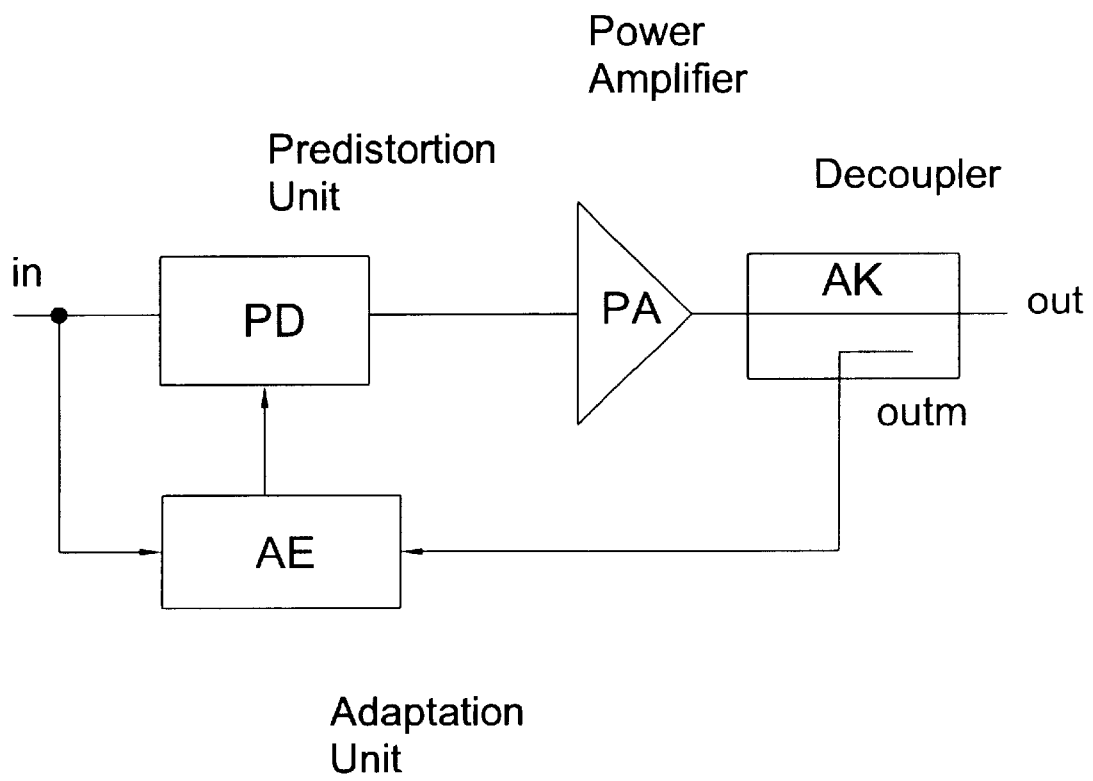 Power
Amplifier
Predistortion
Unit
Decoupler
in
PD
PA
AK
out
outm
AE
Adaptation
Unit